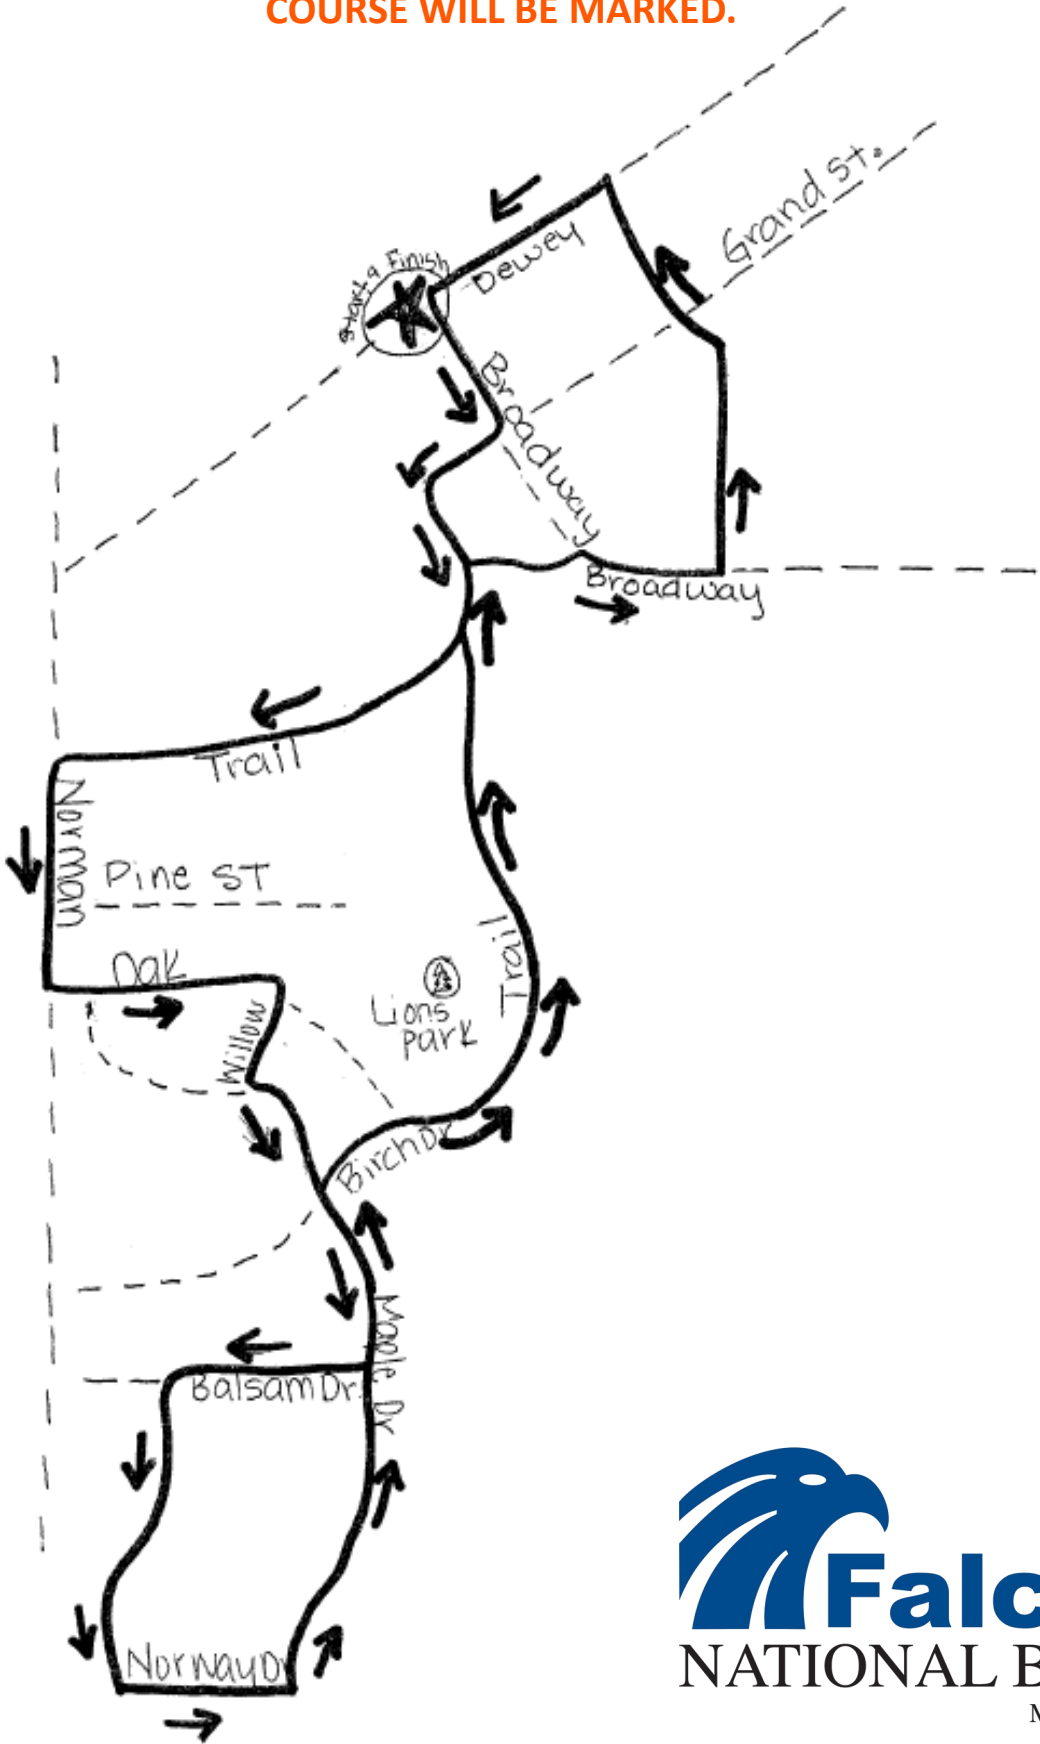 COURSE WILL BE MARKED.
Grand St.
Dewey
Start & Finish
Broadway
Broadway
Trail
Norman
Pine ST
Oak
Trail
Lions
park
Willow
Birch Dr
Maple Dr
Balsam Dr.
Norway Dr
Falc
NATIONAL B
M